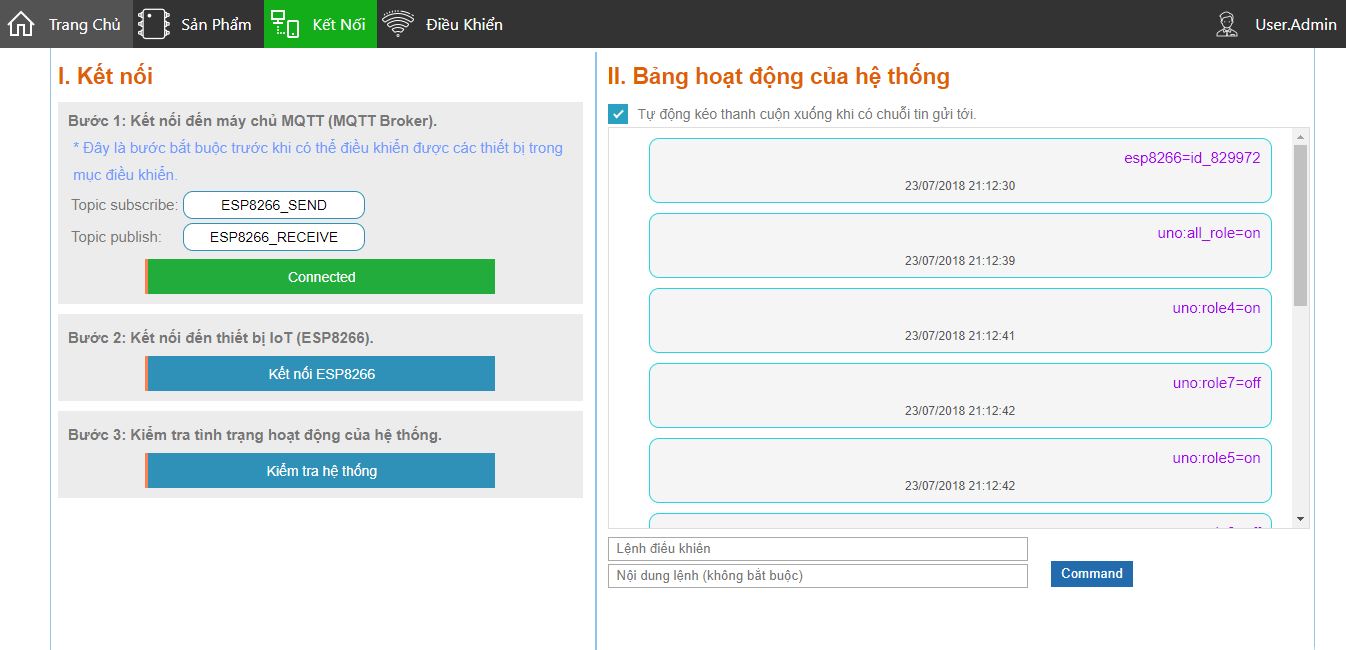 Trang Chủ Sản Phẩm Kết Nối Điều Khiển User.Admin
I. Kết nối
Bước 1: Kết nối đến máy chủ MQTT (MQTT Broker).
* Đây là bước bắt buộc trước khi có thể điều khiển được các thiết bị trong
mục điều khiển.
Topic subscribe: ESP8266_SEND
Topic publish: ESP8266_RECEIVE
Connected
Bước 2: Kết nối đến thiết bị IoT (ESP8266).
Kết nối ESP8266
Bước 3: Kiểm tra tình trạng hoạt động của hệ thống.
Kiểm tra hệ thống
II. Bảng hoạt động của hệ thống
Tự động kéo thanh cuộn xuống khi có chuỗi tin gửi tới.
esp8266=id_829972
23/07/2018 21:12:30
uno:all_role=on
23/07/2018 21:12:39
uno:role4=on
23/07/2018 21:12:41
uno:role7=off
23/07/2018 21:12:42
uno:role5=on
23/07/2018 21:12:42
Lệnh điều khiển
Nội dung lệnh (không bắt buộc)
Command